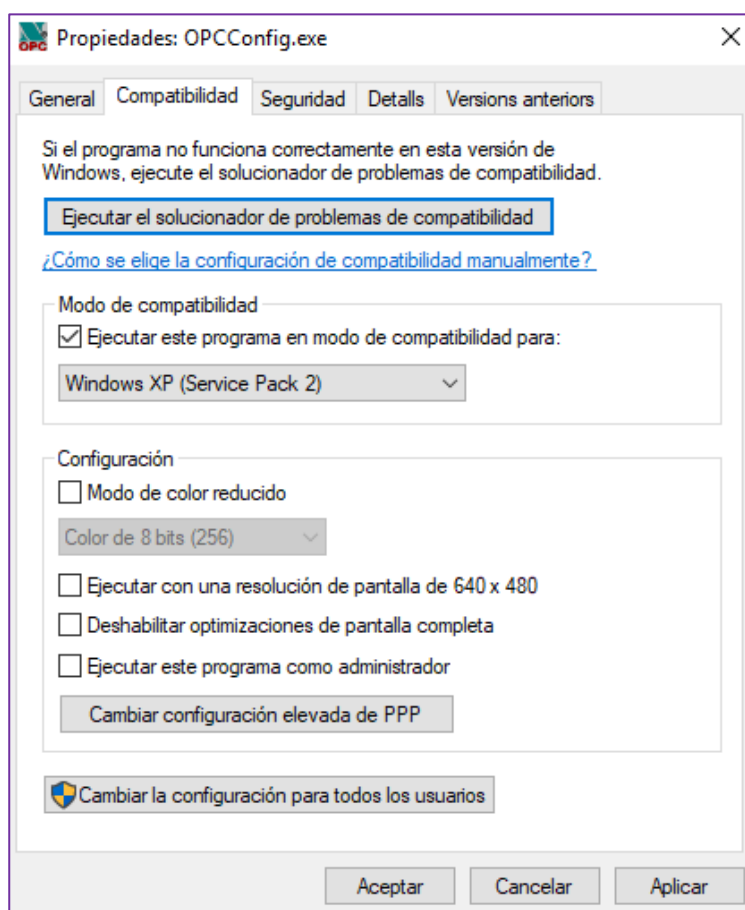 OPC
Propiedades: OPCConfig.exe
General Compatibilidad Seguridad Detalls Versions anteriors
Si el programa no funciona correctamente en esta versión de
Windows, ejecute el solucionador de problemas de compatibilidad.
Ejecutar el solucionador de problemas de compatibilidad
¿Cómo se elige la configuración de compatibilidad manualmente?
Modo de compatibilidad
Ejecutar este programa en modo de compatibilidad para:
Windows XP (Service Pack 2)
Configuración
Modo de color reducido
Color de 8 bits (256)
Ejecutar con una resolución de pantalla de 640 x 480
Deshabilitar optimizaciones de pantalla completa
Ejecutar este programa como administrador
Cambiar configuración elevada de PPP
Cambiar la configuración para todos los usuarios
Aceptar Cancelar Aplicar